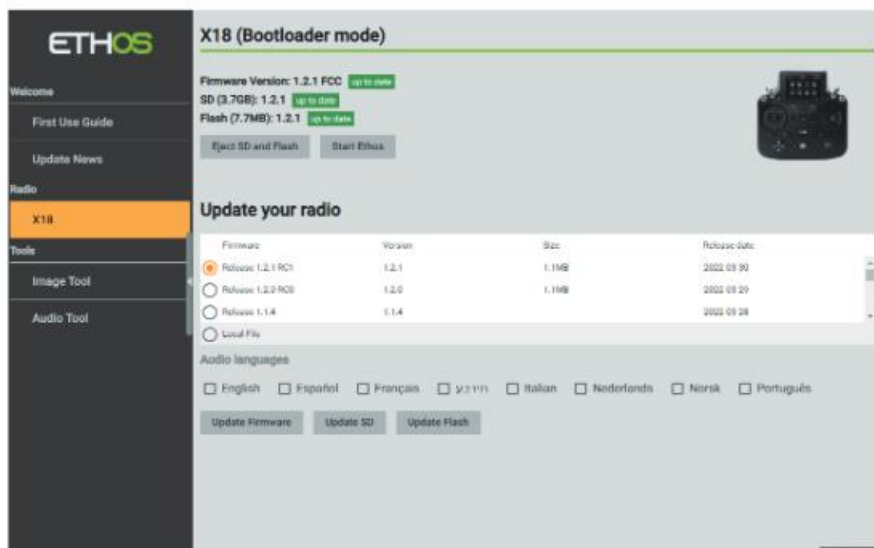 ETHOS
Welcome
First Use Guide
Update News
Radio
X18
Tools
Image Tool
Audio Tool
X18 (Bootloader mode)
Firmware Version: 1.2.1 FCC up to date
SD (3.7GB): 1.2.1 up to date
Flash (7.7MB): 1.2.1 up to date
Eject SD and Flash Start Ethos
Update your radio
Firmware Version Size Release date
Release 1.2.1 RC1 1.2.1 1.1MB 2022 09 30
Release 1.2.0 RC0 1.2.0 1.1MB 2022 09 29
Release 1.1.4 1.1.4 2022 09 28
Local File
Audio languages
English Español Français Italian Nederlands Norsk Português
Update Firmware Update SD Update Flash